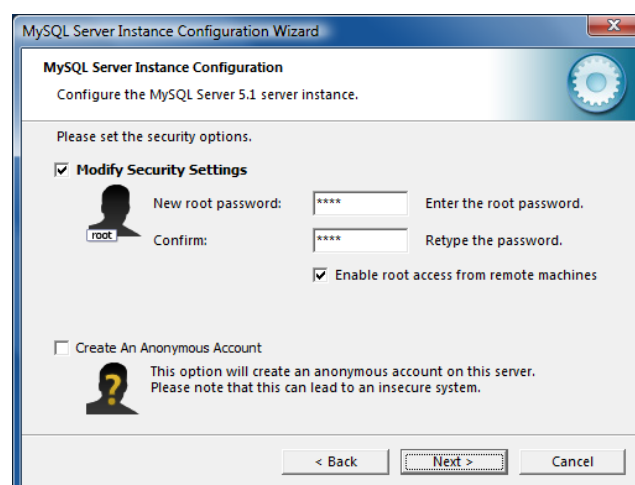 MySQL Server Instance Configuration Wizard
MySQL Server Instance Configuration
Configure the MySQL Server 5.1 server instance.
Please set the security options.
Modify Security Settings
New root password: **** Enter the root password.
root
Confirm: **** Retype the password.
Enable root access from remote machines
Create An Anonymous Account
This option will create an anonymous account on this server.
Please note that this can lead to an insecure system.
?
< Back Next > Cancel